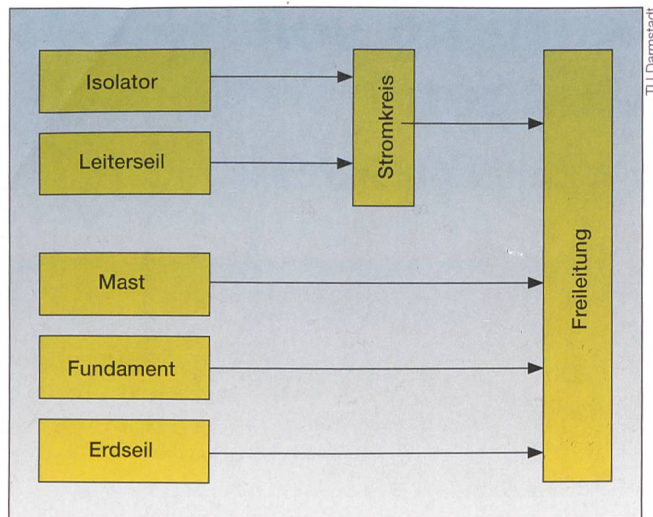 Isolator
Leiterseil
Stromkreis
Mast
Fundament
Erdseil
Freileitung
TU Darmstadt